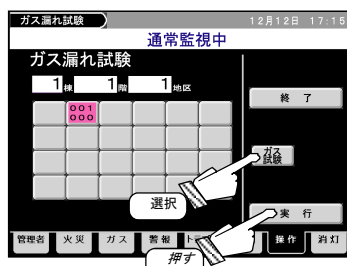 ガス漏れ試験 12月12日 17:15
通常監視中
ガス漏れ試験
1棟 1階 1地区
001
000
終 了
ガス
試験
選択
実 行
管理者 火災 ガス 警報 操作 消灯
押す